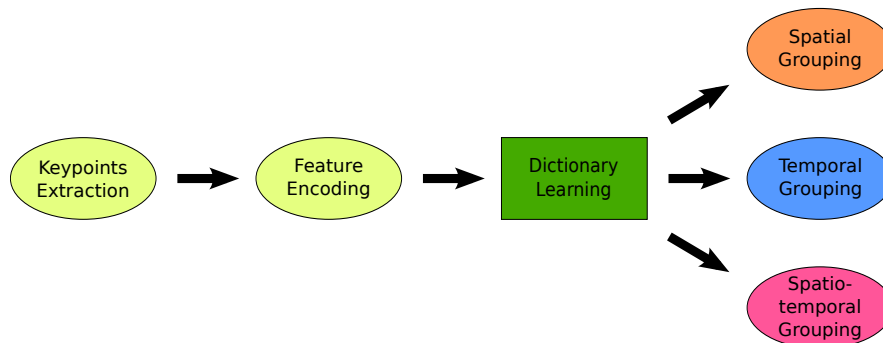 Keypoints
Extraction
Feature
Encoding
Dictionary
Learning
Spatial
Grouping
Temporal
Grouping
Spatio-
temporal
Grouping